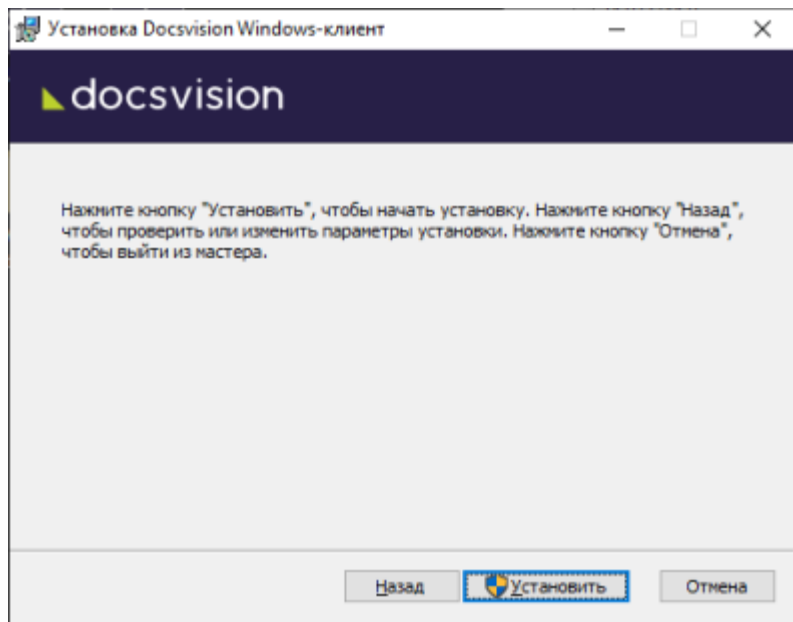 Установка Docsvision Windows-клиент
docsvision
Нажмите кнопку "Установить", чтобы начать установку. Нажмите кнопку "Назад",
чтобы проверить или изменить параметры установки. Нажмите кнопку "Отмена",
чтобы выйти из мастера.
Назад
Установить
Отмена